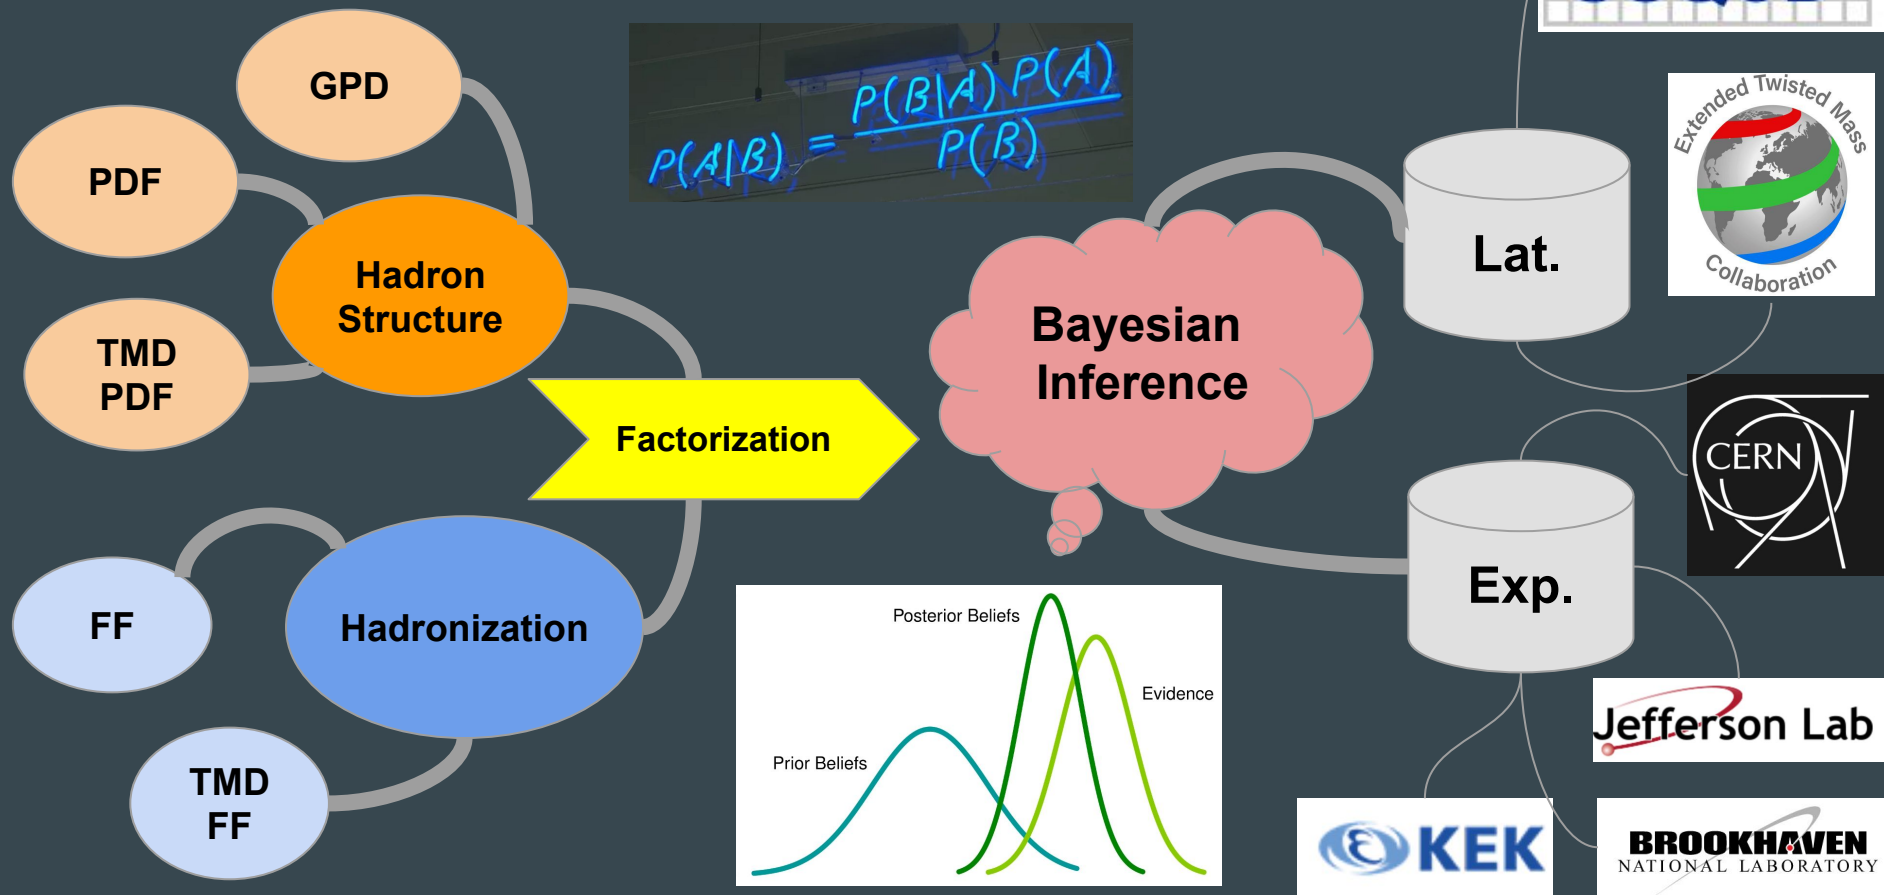 GPD
PDF
Hadron
Structure
TMD
PDF
Factorization
FF
Hadronization
TMD
FF
P(A|B) = P(B|A) P(A)
P(B)
Bayesian
Inference
Posterior Beliefs
Evidence
Prior Beliefs
Lat.
Extended Twisted Mass
Collaboration
CERN
Exp.
Jefferson Lab
KEK
BROOKHAVEN
NATIONAL LABORATORY